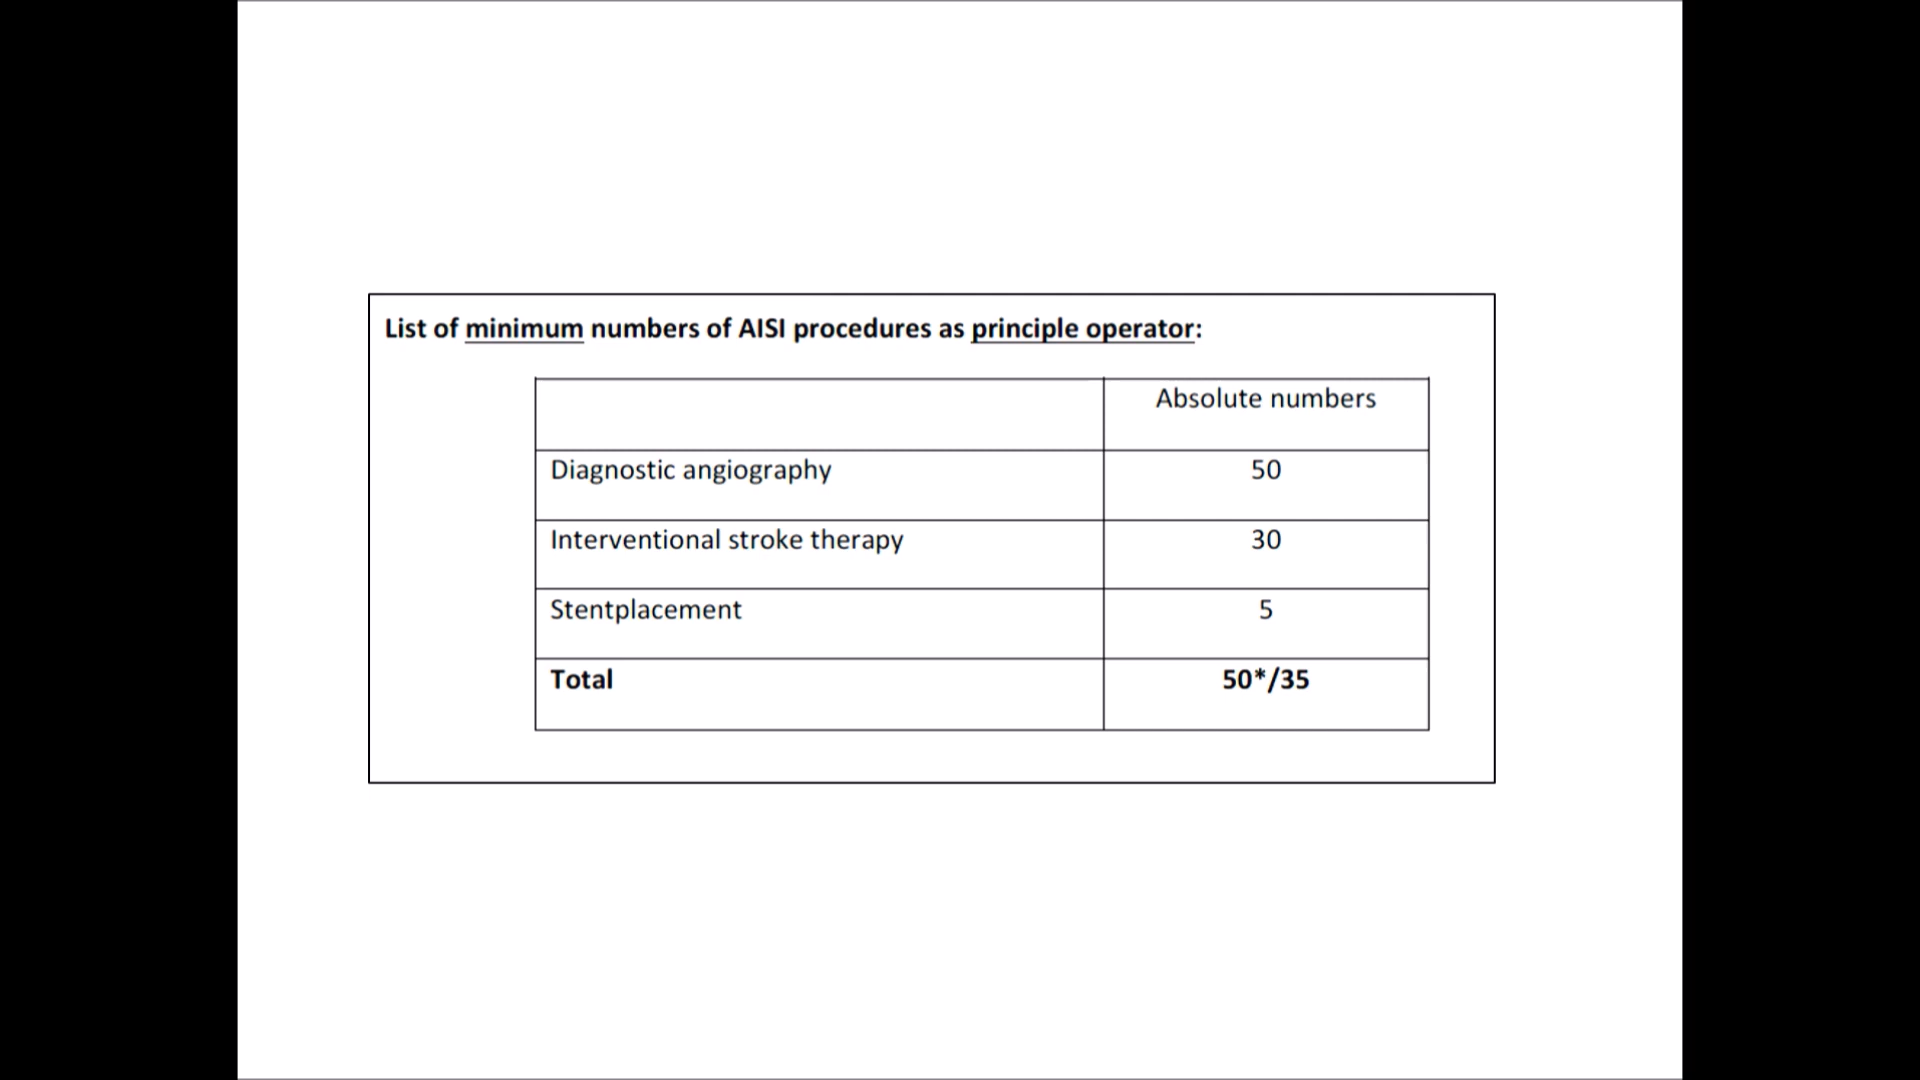 List of minimum numbers of AISI procedures as principle operator:
Absolute numbers
Diagnostic angiography 50
Interventional stroke therapy 30
Stentplacement 5
Total 50*/35